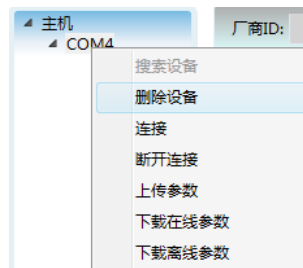 主机
厂商ID:
COM4
搜索设备
删除设备
连接
断开连接
上传参数
下载在线参数
下载离线参数